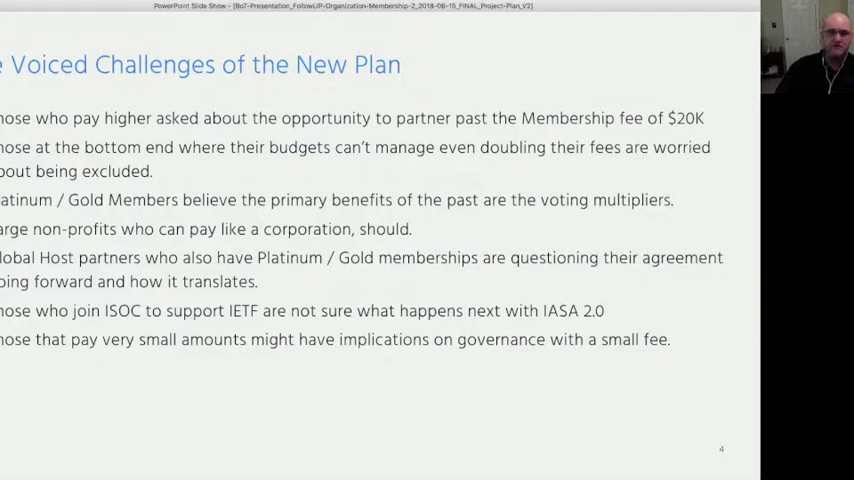 PowerPoint Slide Show - [BoT-Presentation_FollowUP-Organization-Membership-2_2018-06-15_FINAL_Project-Plan_V2]
e Voiced Challenges of the New Plan
hose who pay higher asked about the opportunity to partner past the Membership fee of $20K
hose at the bottom end where their budgets can't manage even doubling their fees are worried
bout being excluded.
latinum / Gold Members believe the primary benefits of the past are the voting multipliers.
arge non-profits who can pay like a corporation, should.
lobal Host partners who also have Platinum / Gold memberships are questioning their agreement
oing forward and how it translates.
hose who join ISOC to support IETF are not sure what happens next with IASA 2.0
hose that pay very small amounts might have implications on governance with a small fee.
4